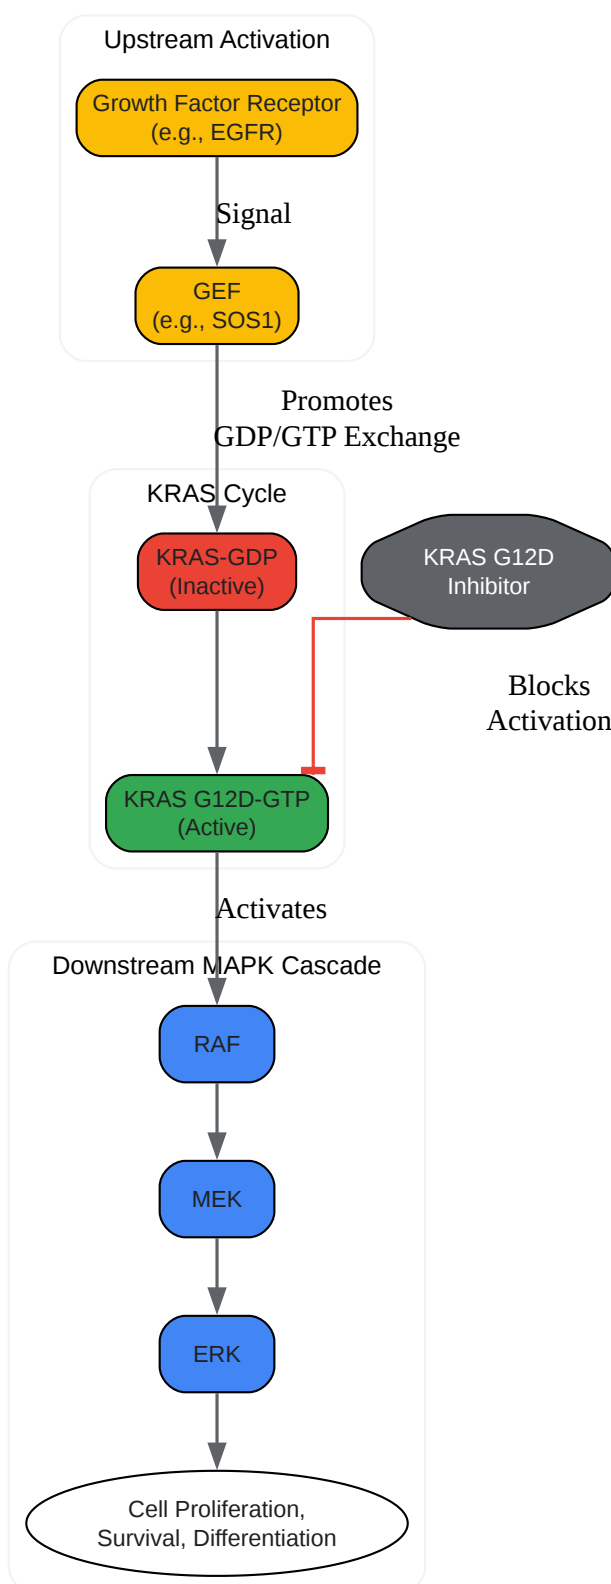 Upstream Activation
Growth Factor Receptor
(e.g., EGFR)
Signal
GEF
(e.g., SOS1)
Promotes
GDP/GTP Exchange
KRAS Cycle
KRAS-GDP
(Inactive)
KRAS G12D
Inhibitor
Blocks
Activation
KRAS G12D-GTP
(Active)
Activates
Downstream MAPK Cascade
RAF
MEK
ERK
Cell Proliferation,
Survival, Differentiation